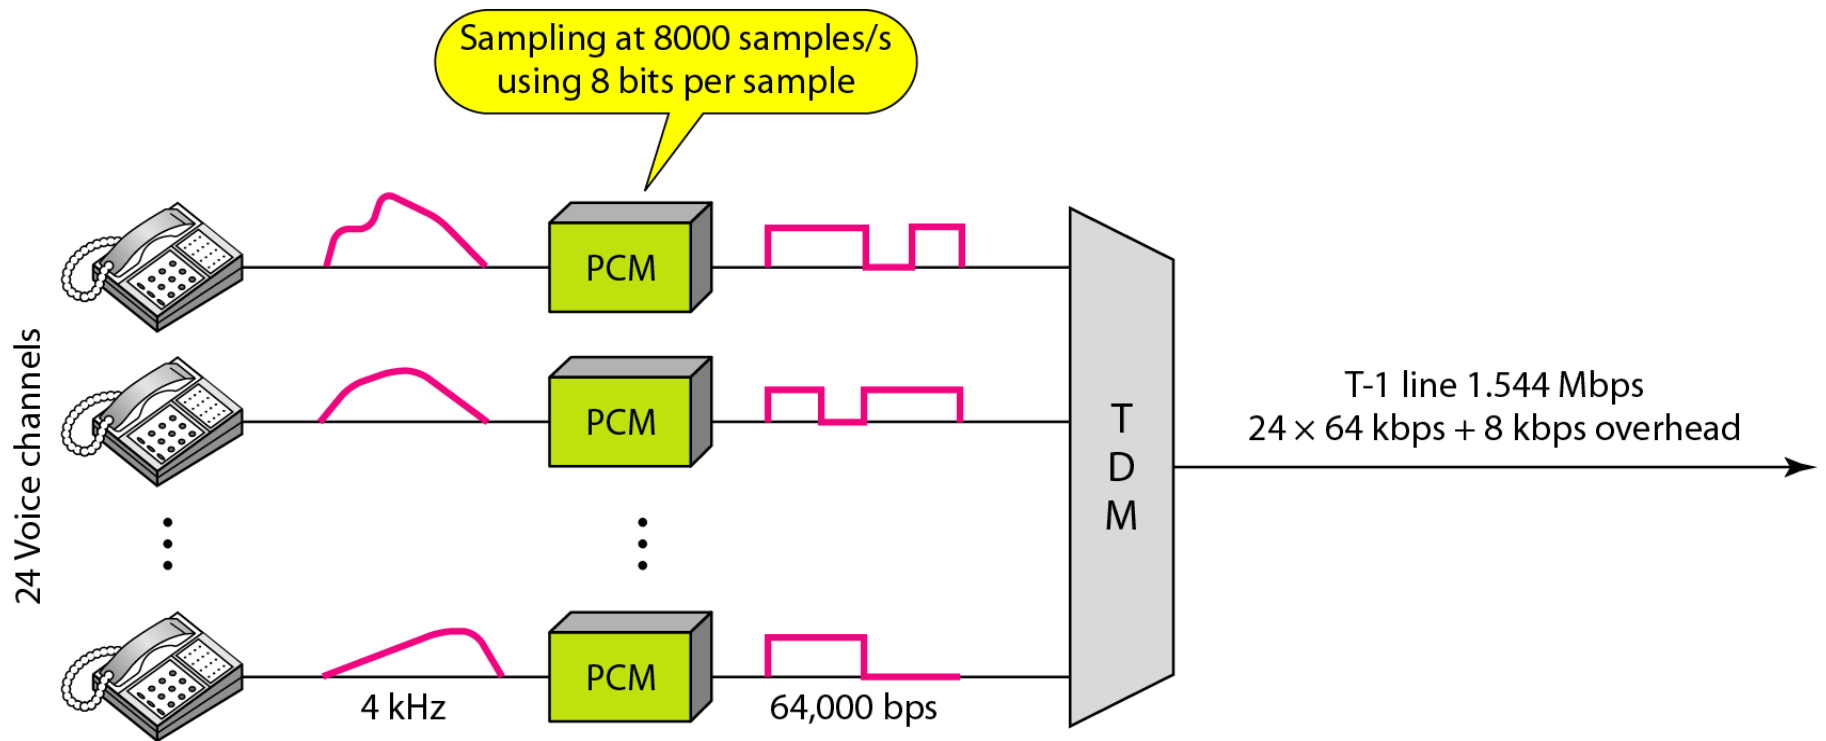 Sampling at 8000 samples/s
using 8 bits per sample
24 Voice channels
PCM
PCM
PCM
4 kHz
64,000 bps
T
D
M
T-1 line 1.544 Mbps
24 × 64 kbps + 8 kbps overhead